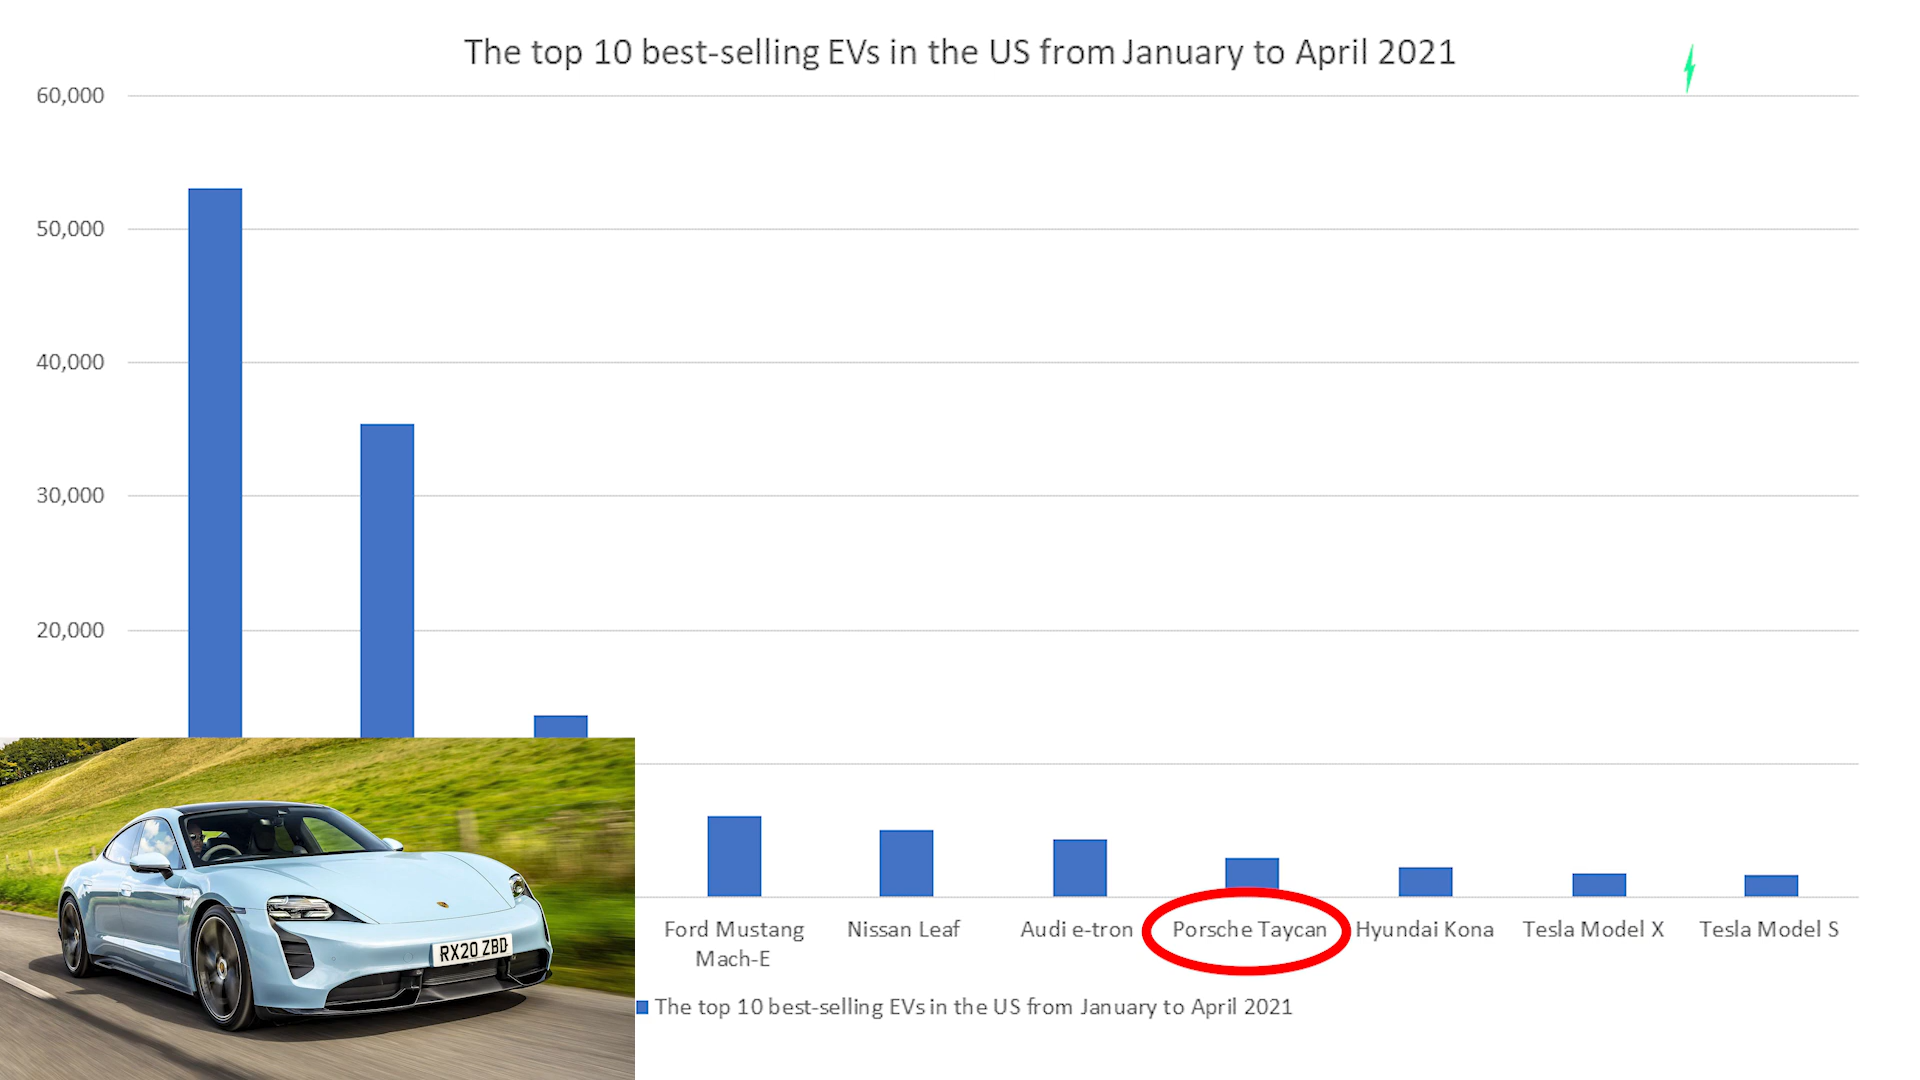 The top 10 best-selling EVs in the US from January to April 2021
60,000
50,000
40,000
30,000
20,000
Ford Mustang
Mach-E
Nissan Leaf
Audi e-tron
Porsche Taycan
Hyundai Kona
Tesla Model X
Tesla Model S
The top 10 best-selling EVs in the US from January to April 2021
RX20 ZBD